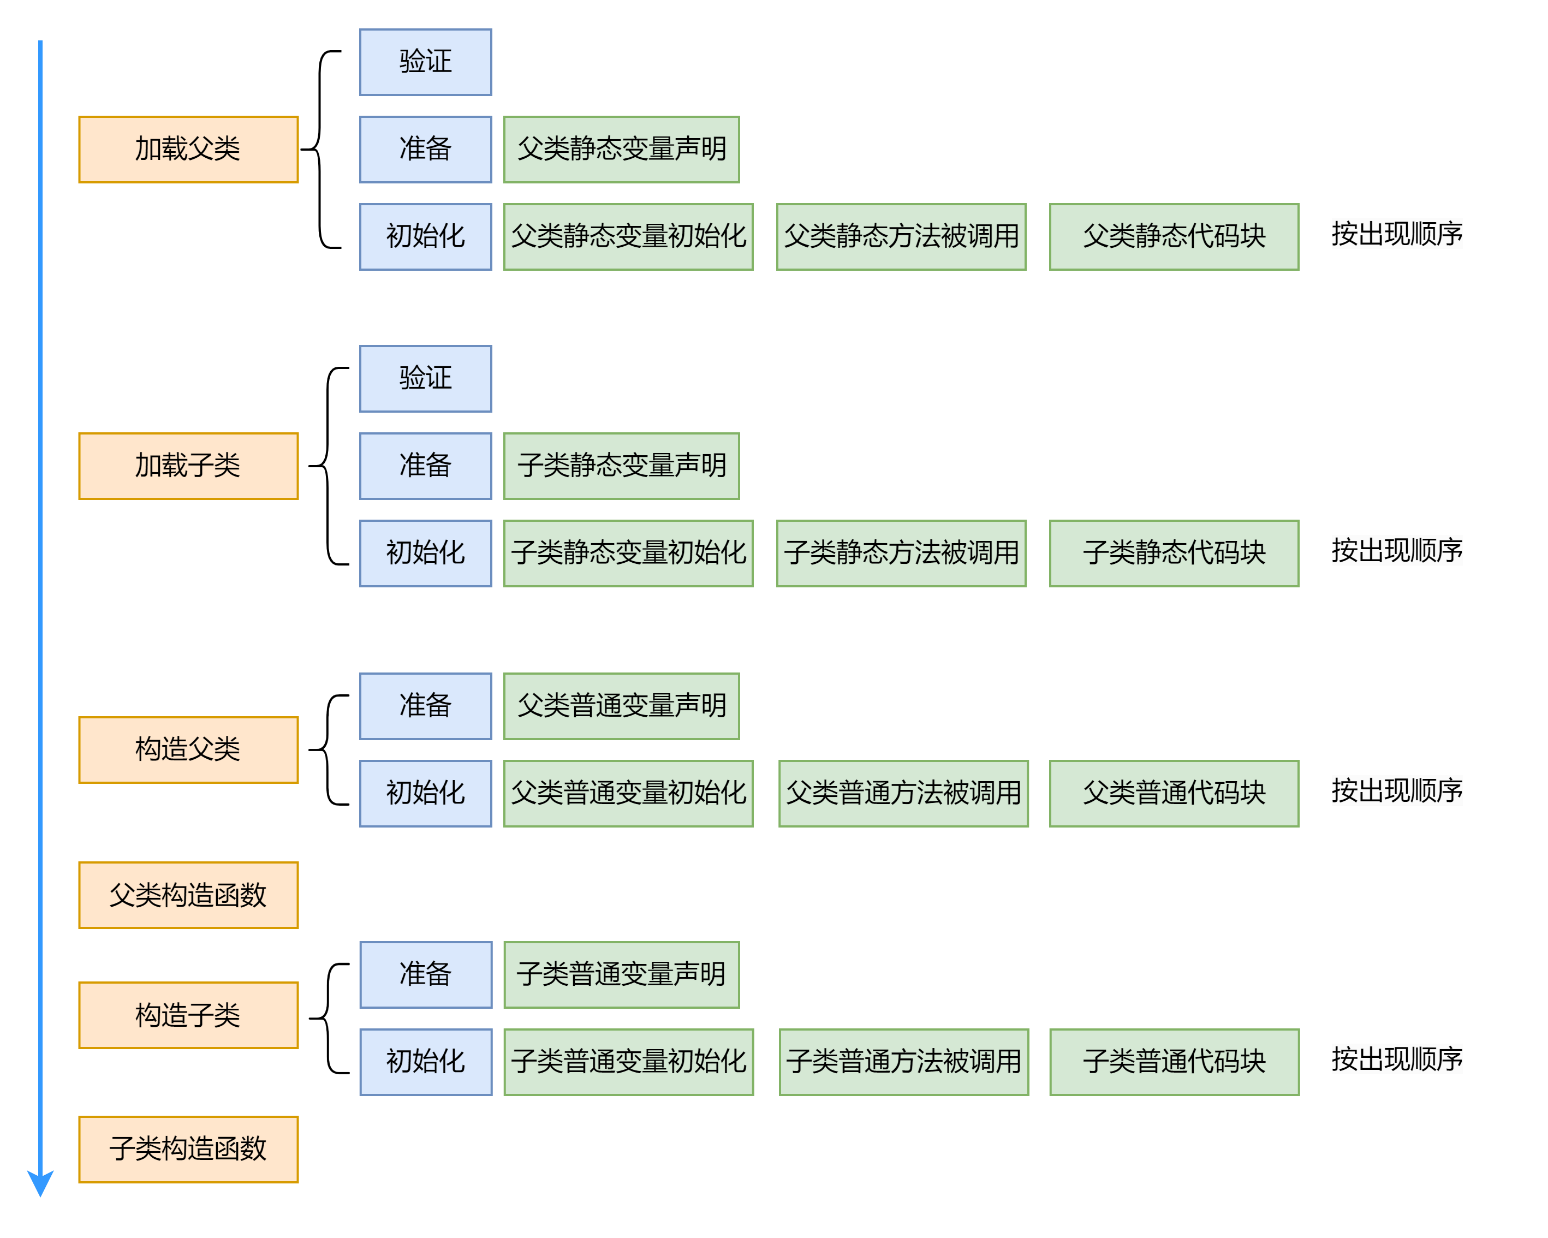 验证
加载父类
准备
父类静态变量声明
初始化
父类静态变量初始化
父类静态方法被调用
父类静态代码块
按出现顺序
验证
加载子类
准备
子类静态变量声明
初始化
子类静态变量初始化
子类静态方法被调用
子类静态代码块
按出现顺序
构造父类
准备
父类普通变量声明
初始化
父类普通变量初始化
父类普通方法被调用
父类普通代码块
按出现顺序
父类构造函数
构造子类
准备
子类普通变量声明
初始化
子类普通变量初始化
子类普通方法被调用
子类普通代码块
按出现顺序
子类构造函数